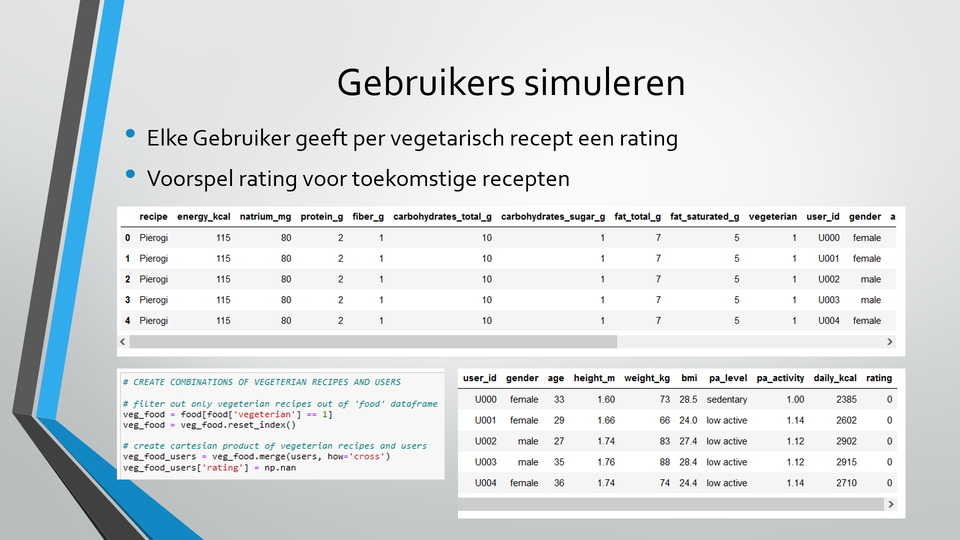 Gebruikers simuleren
• Elke Gebruiker geeft per vegetarisch recept een rating
• Voorspel rating voor toekomstige recepten
recipe energy_kcal natrium_mg protein_g fiber_g carbohydrates_total_g carbohydrates_sugar_g fat_total_g fat_saturated_g vegeterian user_id gender a
0 Pierogi 115 80 2 1 10 1 7 5 1 U000 female
1 Pierogi 115 80 2 1 10 1 7 5 1 U001 female
2 Pierogi 115 80 2 1 10 1 7 5 1 U002 male
3 Pierogi 115 80 2 1 10 1 7 5 1 U003 male
4 Pierogi 115 80 2 1 10 1 7 5 1 U004 female
# CREATE COMBINATIONS OF VEGETERIAN RECIPES AND USERS
# filter out only vegeterian recipes out of 'food' dataframe
veg_food = food[food['vegeterian'] == 1]
veg_food = veg_food.reset_index()
# create cartesian product of vegeterian recipes and users
veg_food_users = veg_food.merge(users, how='cross')
veg_food_users['rating'] = np.nan
user_id gender age height_m weight_kg bmi pa_level pa_activity daily_kcal rating
U000 female 33 1.60 73 28.5 sedentary 1.00 2385 0
U001 female 29 1.66 66 24.0 low active 1.14 2602 0
U002 male 27 1.74 83 27.4 low active 1.12 2902 0
U003 male 35 1.76 88 28.4 low active 1.12 2915 0
U004 female 36 1.74 74 24.4 low active 1.14 2710 0